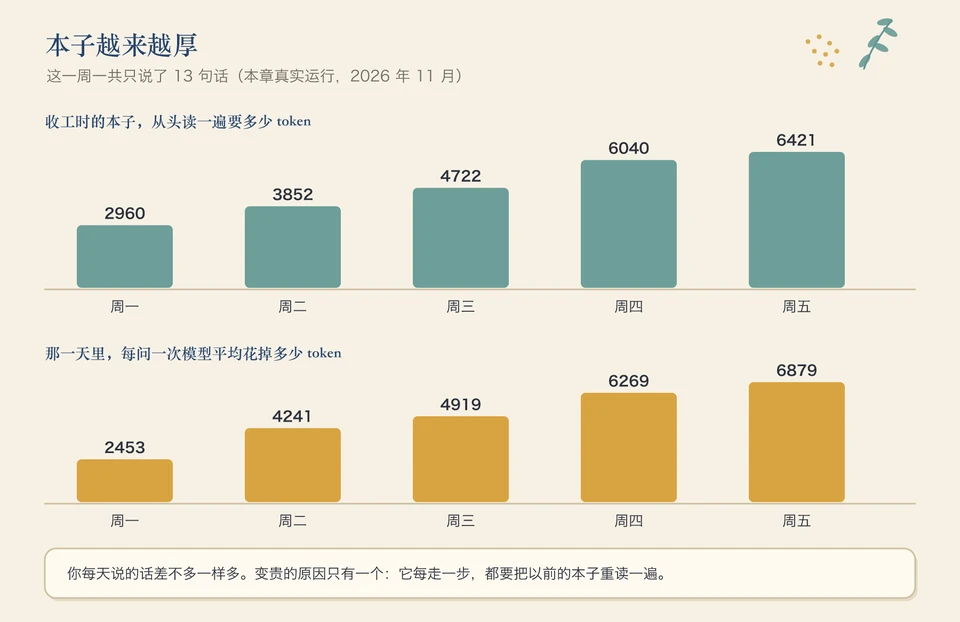 本子越来越厚
这一周一共只说了 13 句话（本章真实运行，2026 年 11 月）
收工时的本子，从头读一遍要多少 token
2960
3852
4722
6040
6421
周一
周二
周三
周四
周五
那一天里，每问一次模型平均花掉多少 token
2453
4241
4919
6269
6879
周一
周二
周三
周四
周五
你每天说的话差不多一样多。变贵的原因只有一个：它每走一步，都要把以前的本子重读一遍。